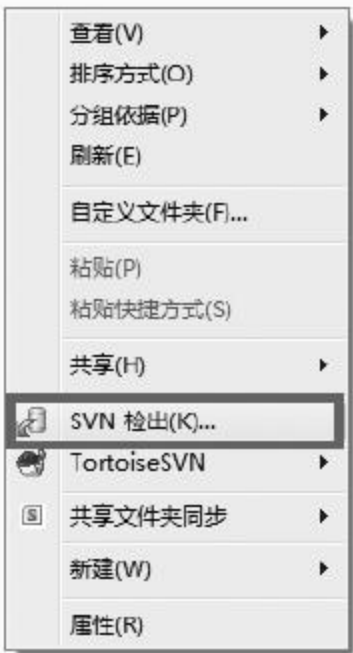 查看(V)
排序方式(O)
分组依据(P)
刷新(E)
自定义文件夹(F)...
粘贴(P)
粘贴快捷方式(S)
共享(H)
SVN 检出(K)...
TortoiseSVN
S 共享文件夹同步
新建(W)
属性(R)